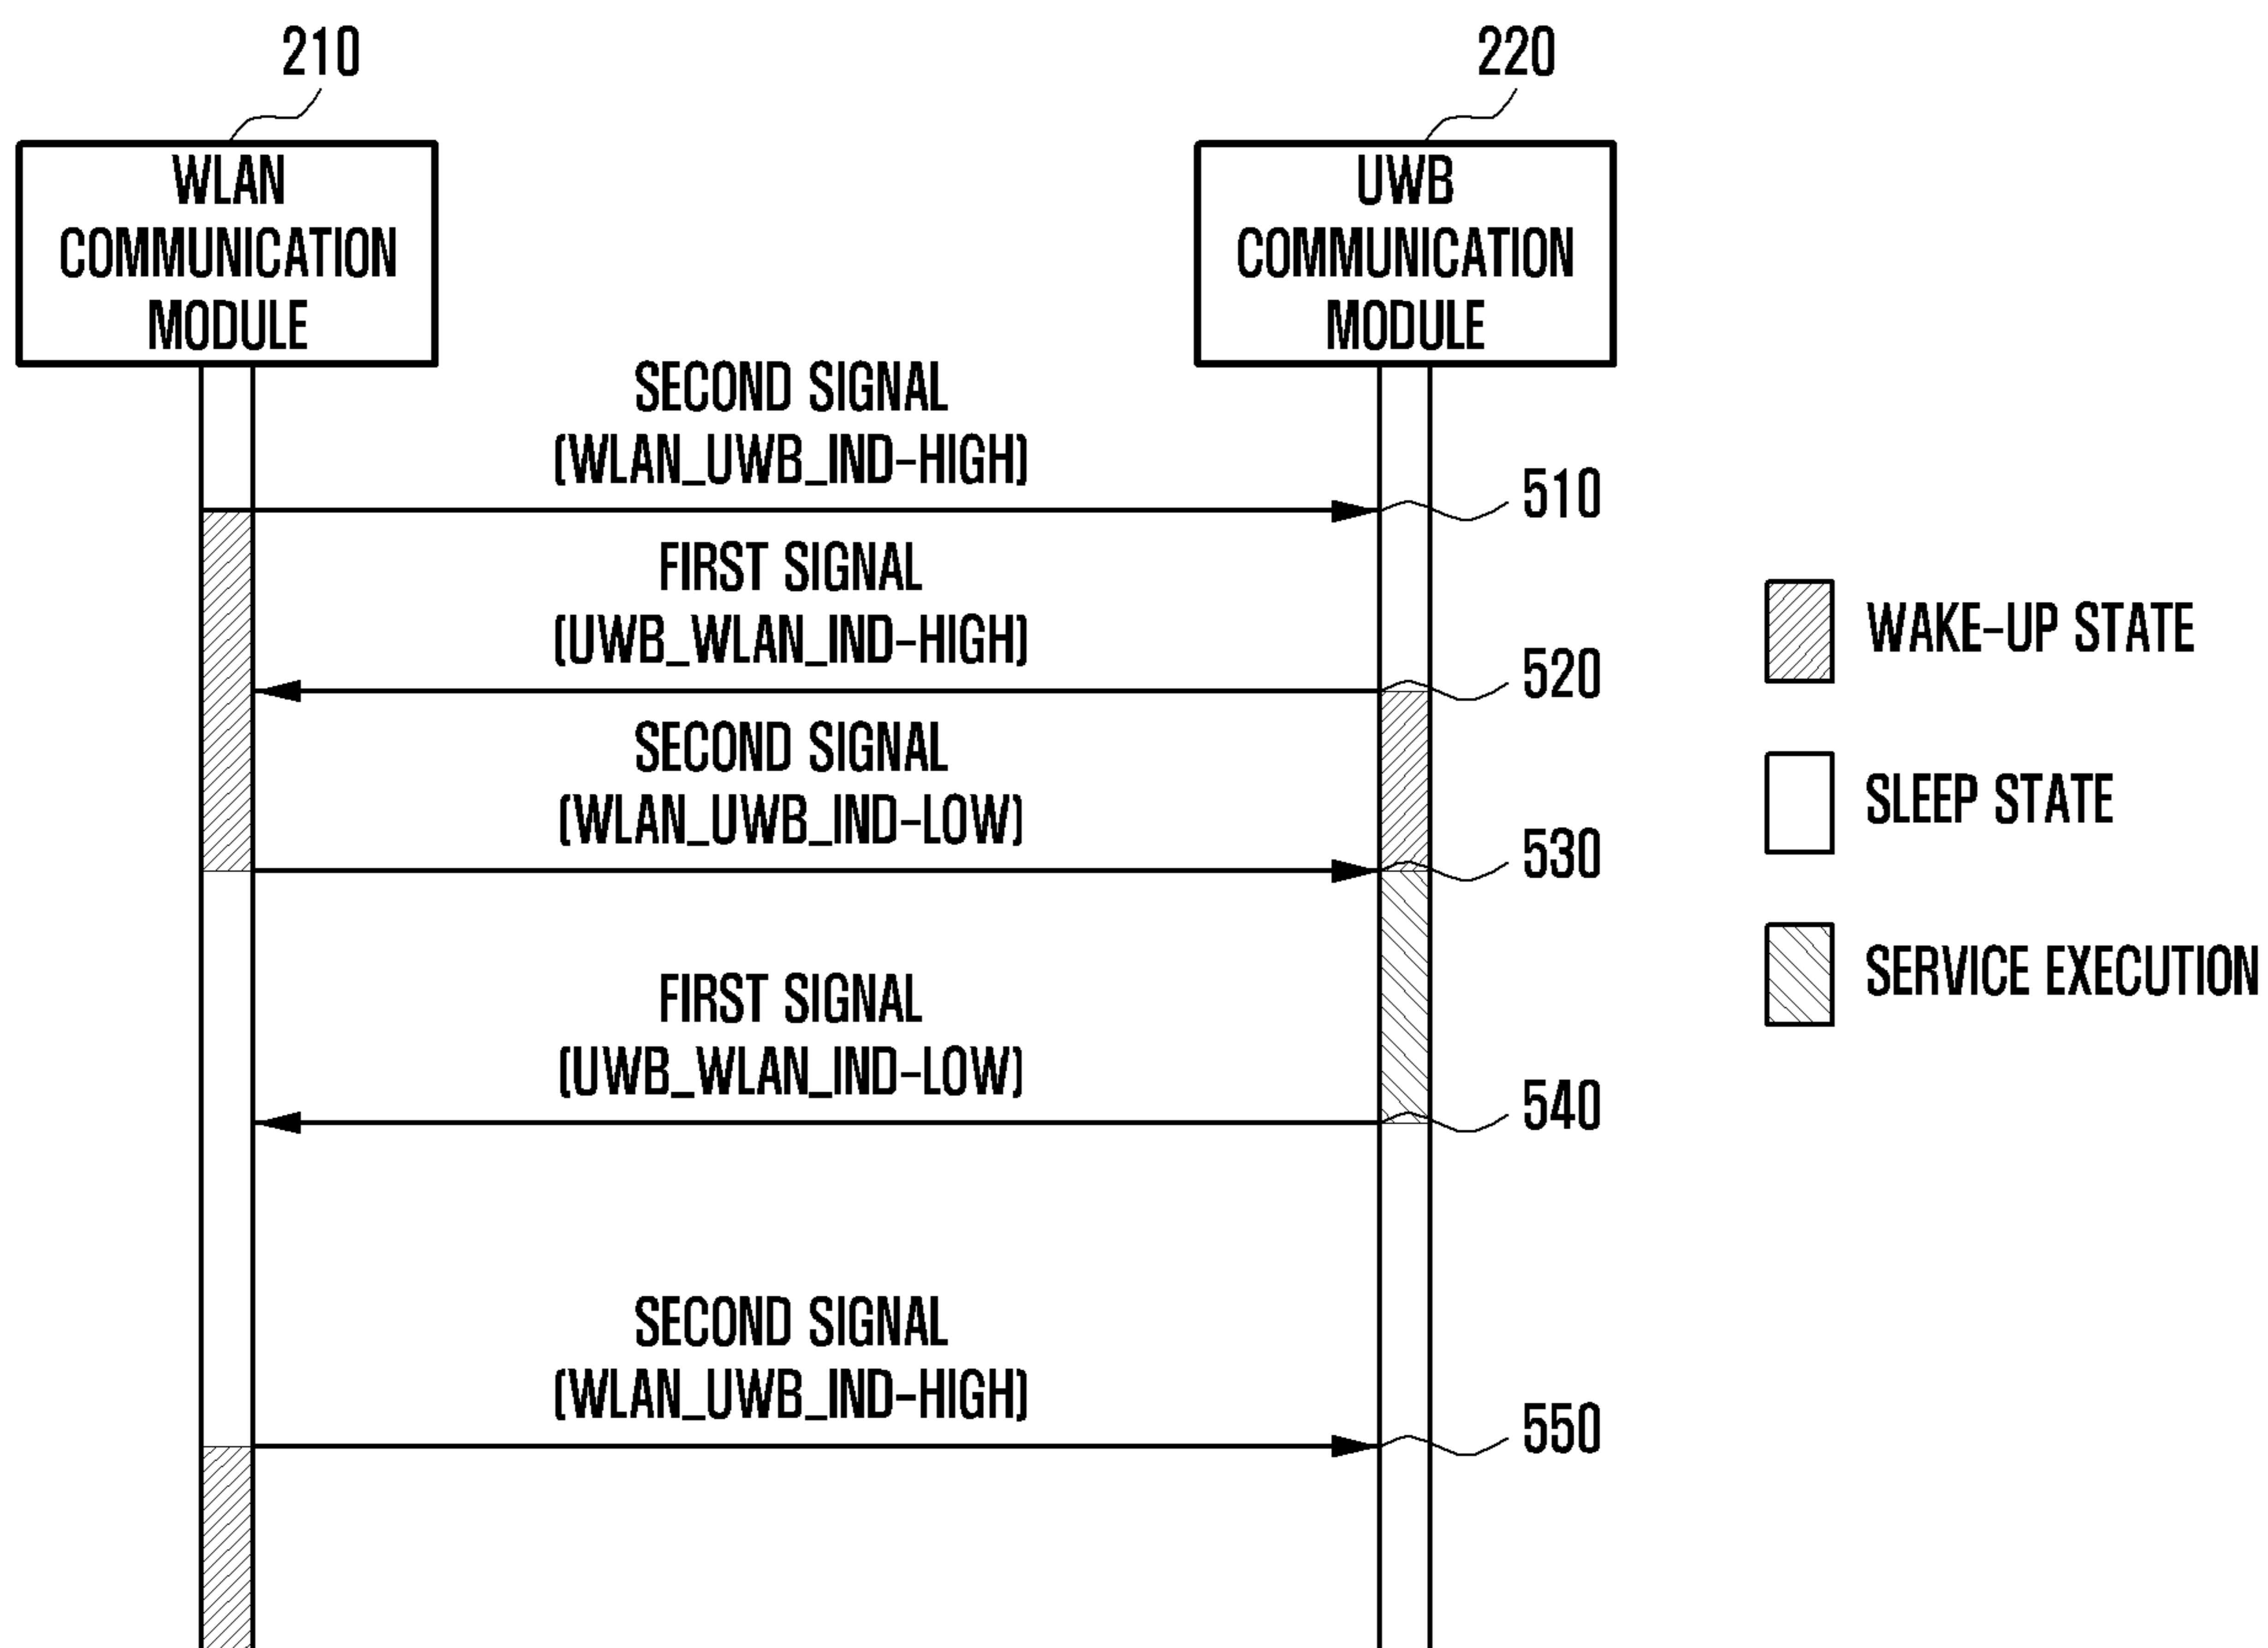 210
220
WLAN
COMMUNICATION
MODULE
UWB
COMMUNICATION
MODULE
SECOND SIGNAL
(WLAN_UWB_IND-HIGH)
510
FIRST SIGNAL
(UWB_WLAN_IND-HIGH)
520
SECOND SIGNAL
(WLAN_UWB_IND-LOW)
530
FIRST SIGNAL
(UWB_WLAN_IND-LOW)
540
SECOND SIGNAL
(WLAN_UWB_IND-HIGH)
550
WAKE-UP STATE
SLEEP STATE
SERVICE EXECUTION